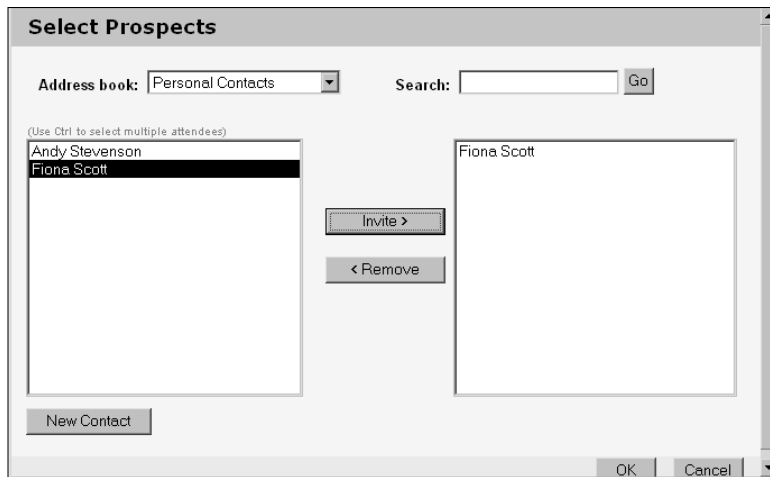 Select Prospects
Address book: Personal Contacts Search: Go
(Use Ctrl to select multiple attendees)
Andy Stevenson
Fiona Scott
Fiona Scott
Invite >
< Remove
New Contact
OK Cancel